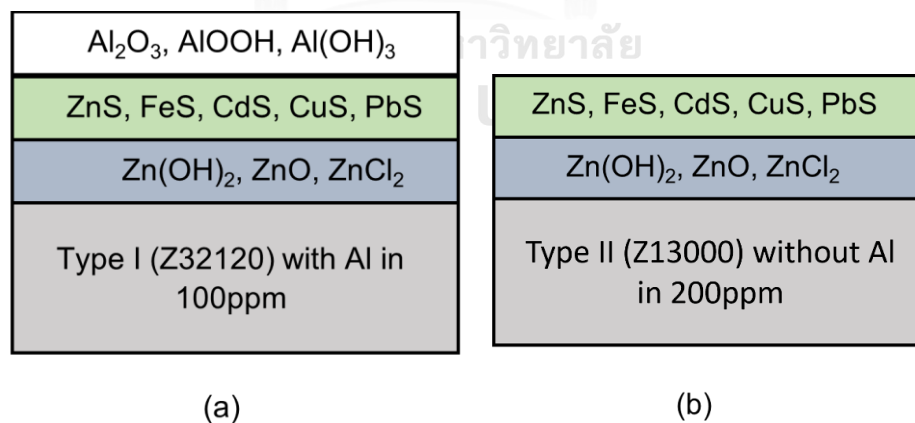 Al₂O₃, AlOOH, Al(OH)₃
ZnS, FeS, CdS, CuS, PbS
Zn(OH)₂, ZnO, ZnCl₂
Type I (Z32120) with Al in
100ppm
(a)
ZnS, FeS, CdS, CuS, PbS
Zn(OH)₂, ZnO, ZnCl₂
Type II (Z13000) without Al
in 200ppm
(b)